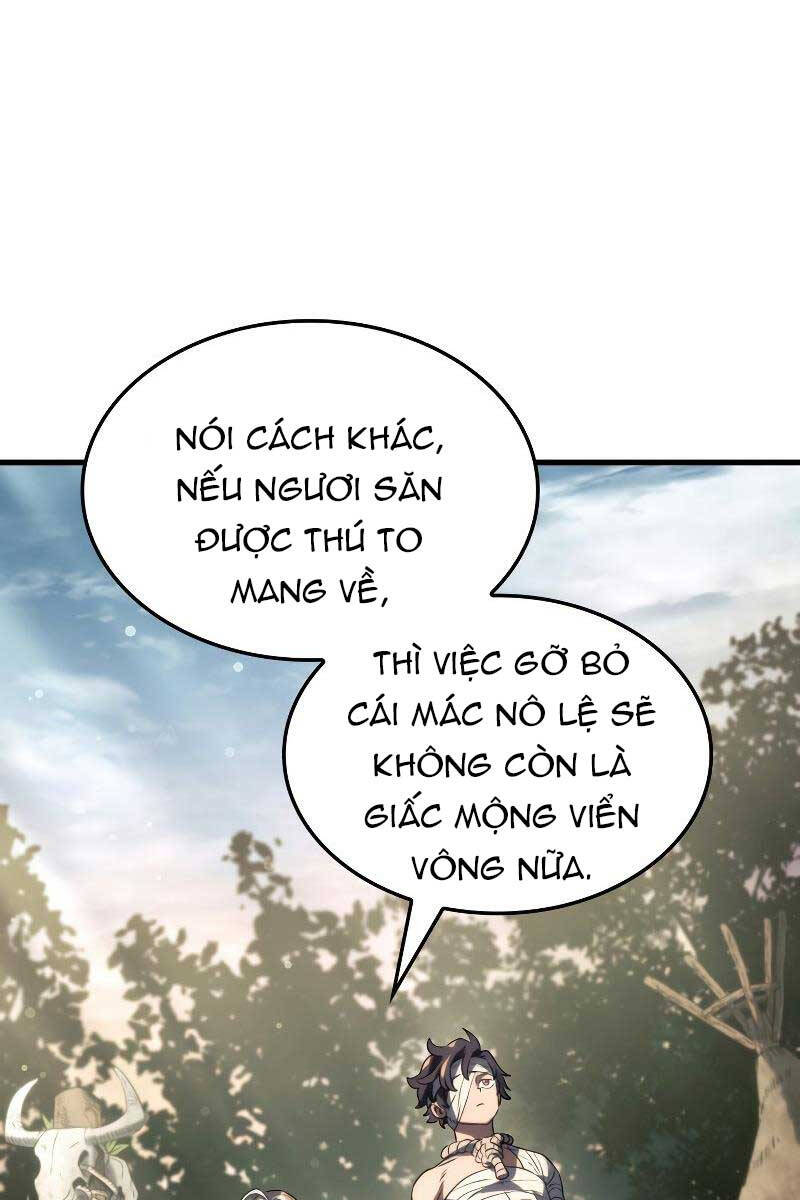 NÓI CÁCH KHÁC,
NẾU NGƯƠI SĂN
ĐƯỢC THÚ TO
MANG VỀ,
THÌ VIỆC GỠ BỎ
CÁI MÁC NÔ LỆ SẼ
KHÔNG CÒN LÀ
GIẤC MỘNG VIỂN
VÔNG NỮA.